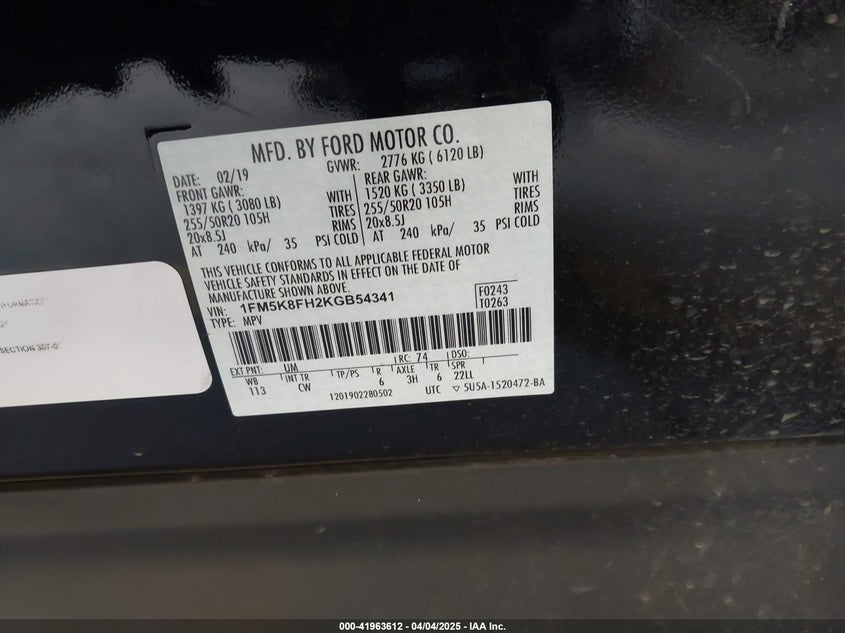 MFD. BY FORD MOTOR CO.
DATE: 02/19 GVWR: 2776 KG ( 6120 LB)
FRONT GAWR: REAR GAWR:
1397 KG ( 3080 LB) WITH 1520 KG ( 3350 LB) WITH
255/50R20 105H TIRES 255/50R20 105H TIRES
20x8.5J RIMS 20x8.5J RIMS
AT 240 kPa/ 35 PSI COLD AT 240 kPa/ 35 PSI COLD
THIS VEHICLE CONFORMS TO ALL APPLICABLE FEDERAL MOTOR
VEHICLE SAFETY STANDARDS IN EFFECT ON THE DATE OF
MANUFACTURE SHOWN ABOVE.
VIN: 1FM5K8FH2KGB54341 F0243
TYPE: MPV T0263
EXT PNT: UM RC: 74 DSO:
WB INT TR TP/PS R AXLE TR SPR
113 CW 6 3H 6 22LL
1201902280502 UTC ▽ 5U5A-1520472-BA
SECTION 307-0
000-41963612 - 04/04/2025 - IAA Inc.